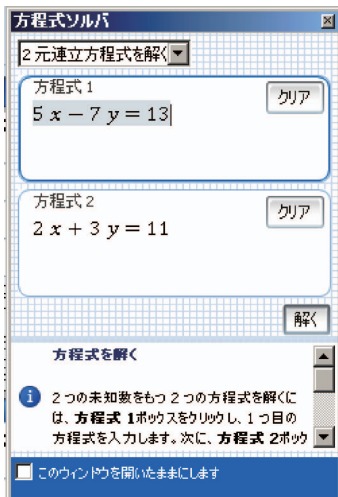 方程式ソルバ
2元連立方程式を解く
方程式 1
クリア
5 x − 7 y = 13
方程式 2
クリア
2 x + 3 y = 11
解く
方程式を解く
2つの未知数をもつ2つの方程式を解くに
は、方程式 1ボックスをクリックし、1つ目の
方程式を入力します。次に、方程式 2ボック
このウィンドウを開いたままにします